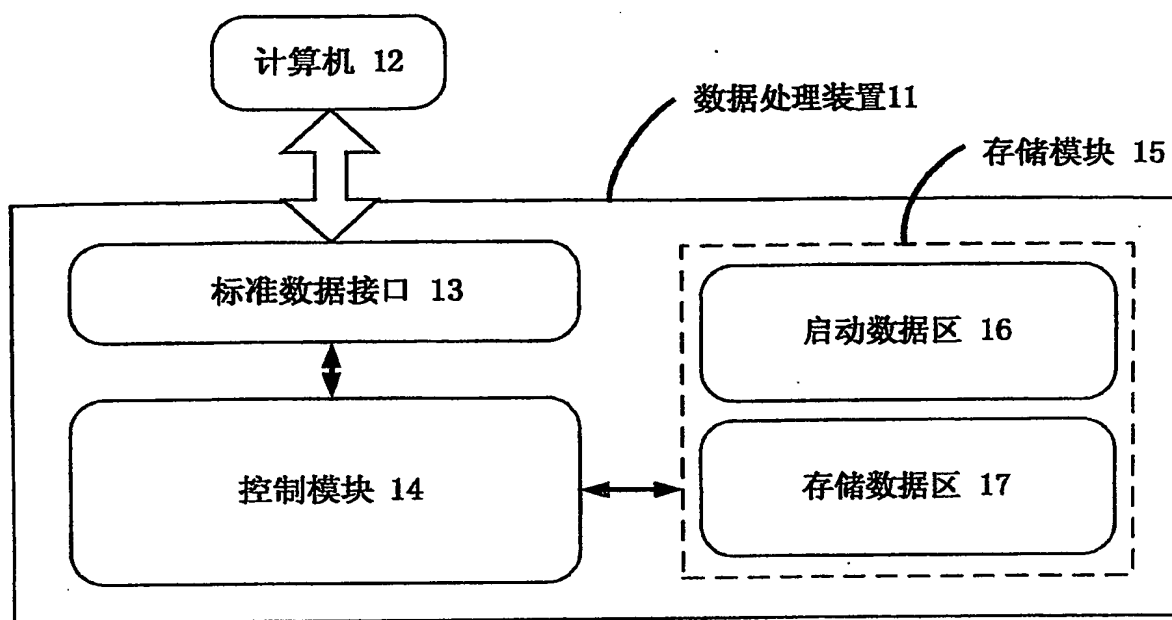 计算机 12
数据处理装置11
存储模块 15
标准数据接口 13
启动数据区 16
控制模块 14
存储数据区 17